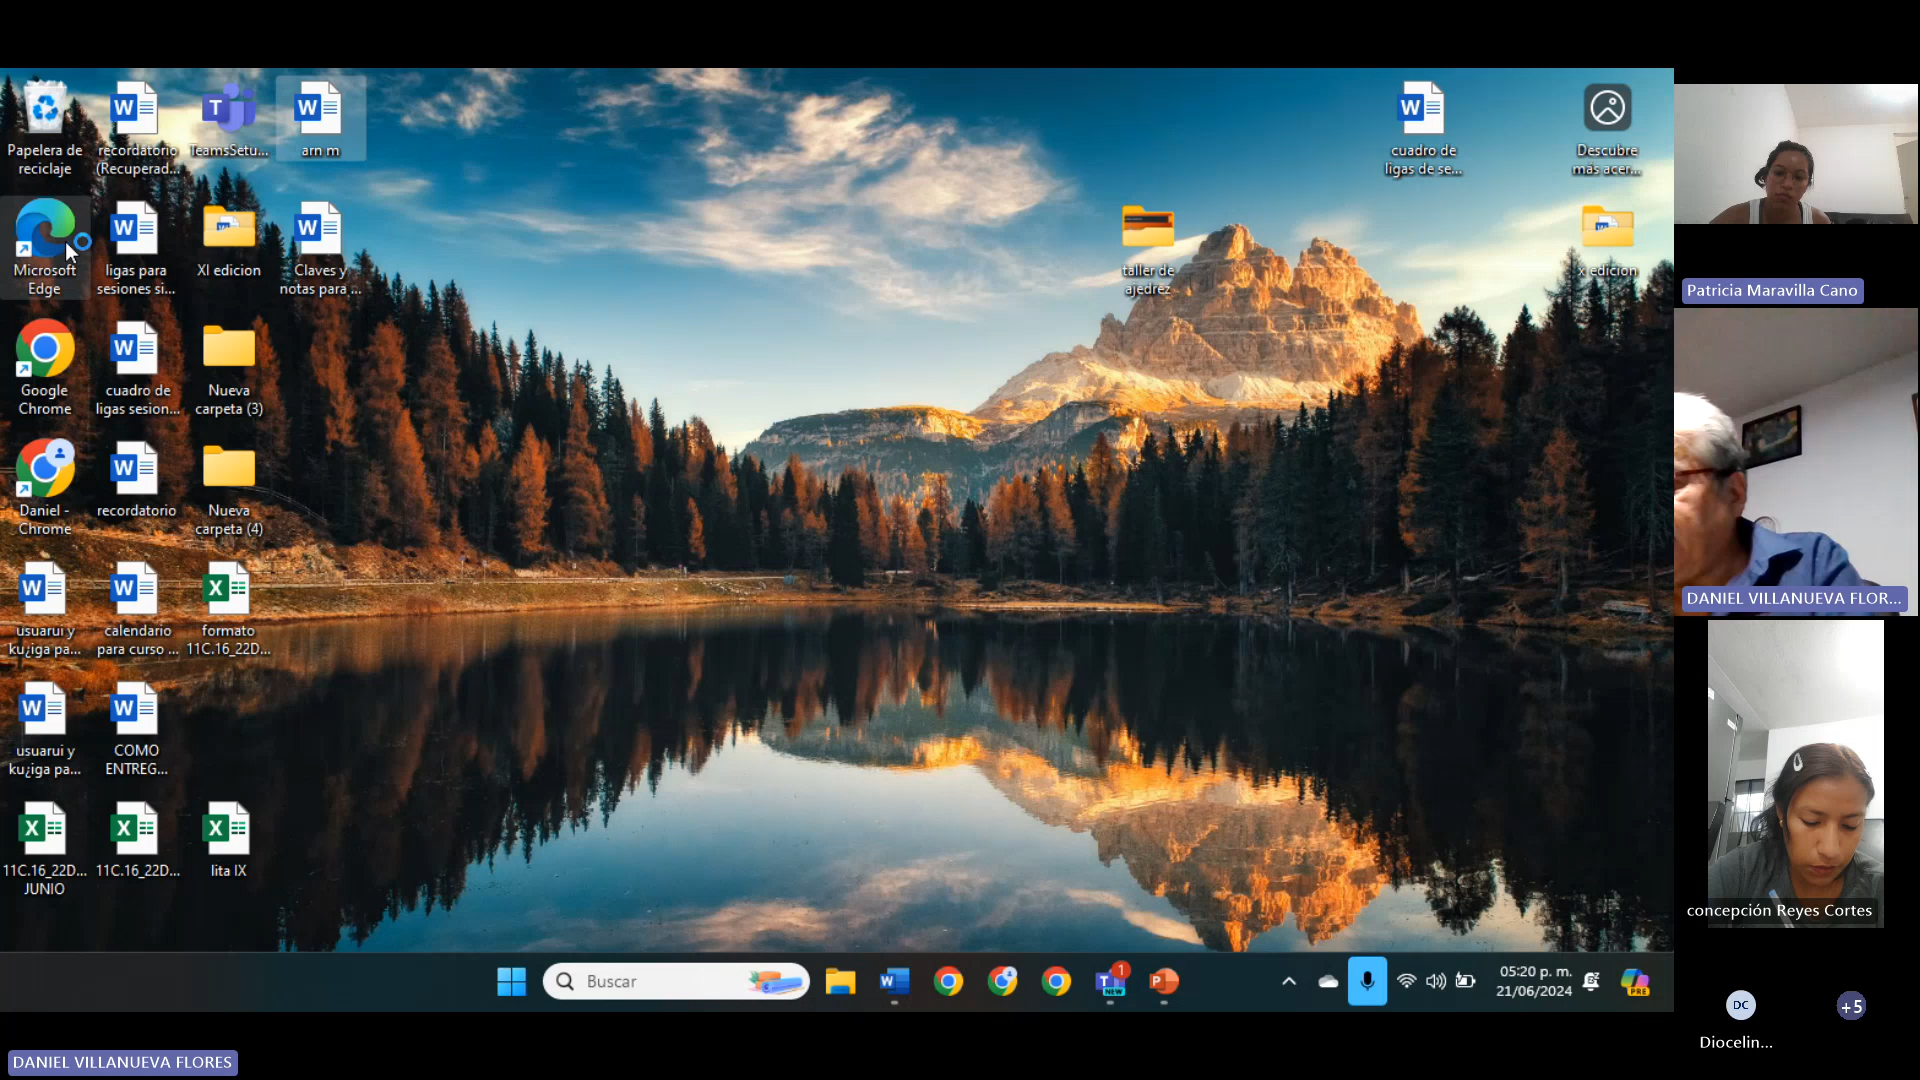 Papelera de
reciclaje
recordatorio
(Recuperad...
TeamsSetu...
arn m
cuadro de
ligas de se...
Descubre
más acer...
Microsoft
Edge
ligas para
sesiones si...
XI edicion
Claves y
notas para ...
taller de
ajedrez
x edicion
Google
Chrome
cuadro de
ligas sesion...
Nueva
carpeta (3)
Daniel -
Chrome
recordatorio
Nueva
carpeta (4)
usuarui y
ku¿iga pa...
calendario
para curso ...
formato
11C.16_22D...
usuarui y
ku¿iga pa...
COMO
ENTREG...
11C.16_22D...
JUNIO
11C.16_22D...
lita IX
Buscar
1
NEW
05:20 p. m.
21/06/2024
PRE
DANIEL VILLANUEVA FLORES
Patricia Maravilla Cano
DANIEL VILLANUEVA FLOR...
concepción Reyes Cortes
DC
+5
Diocelin...